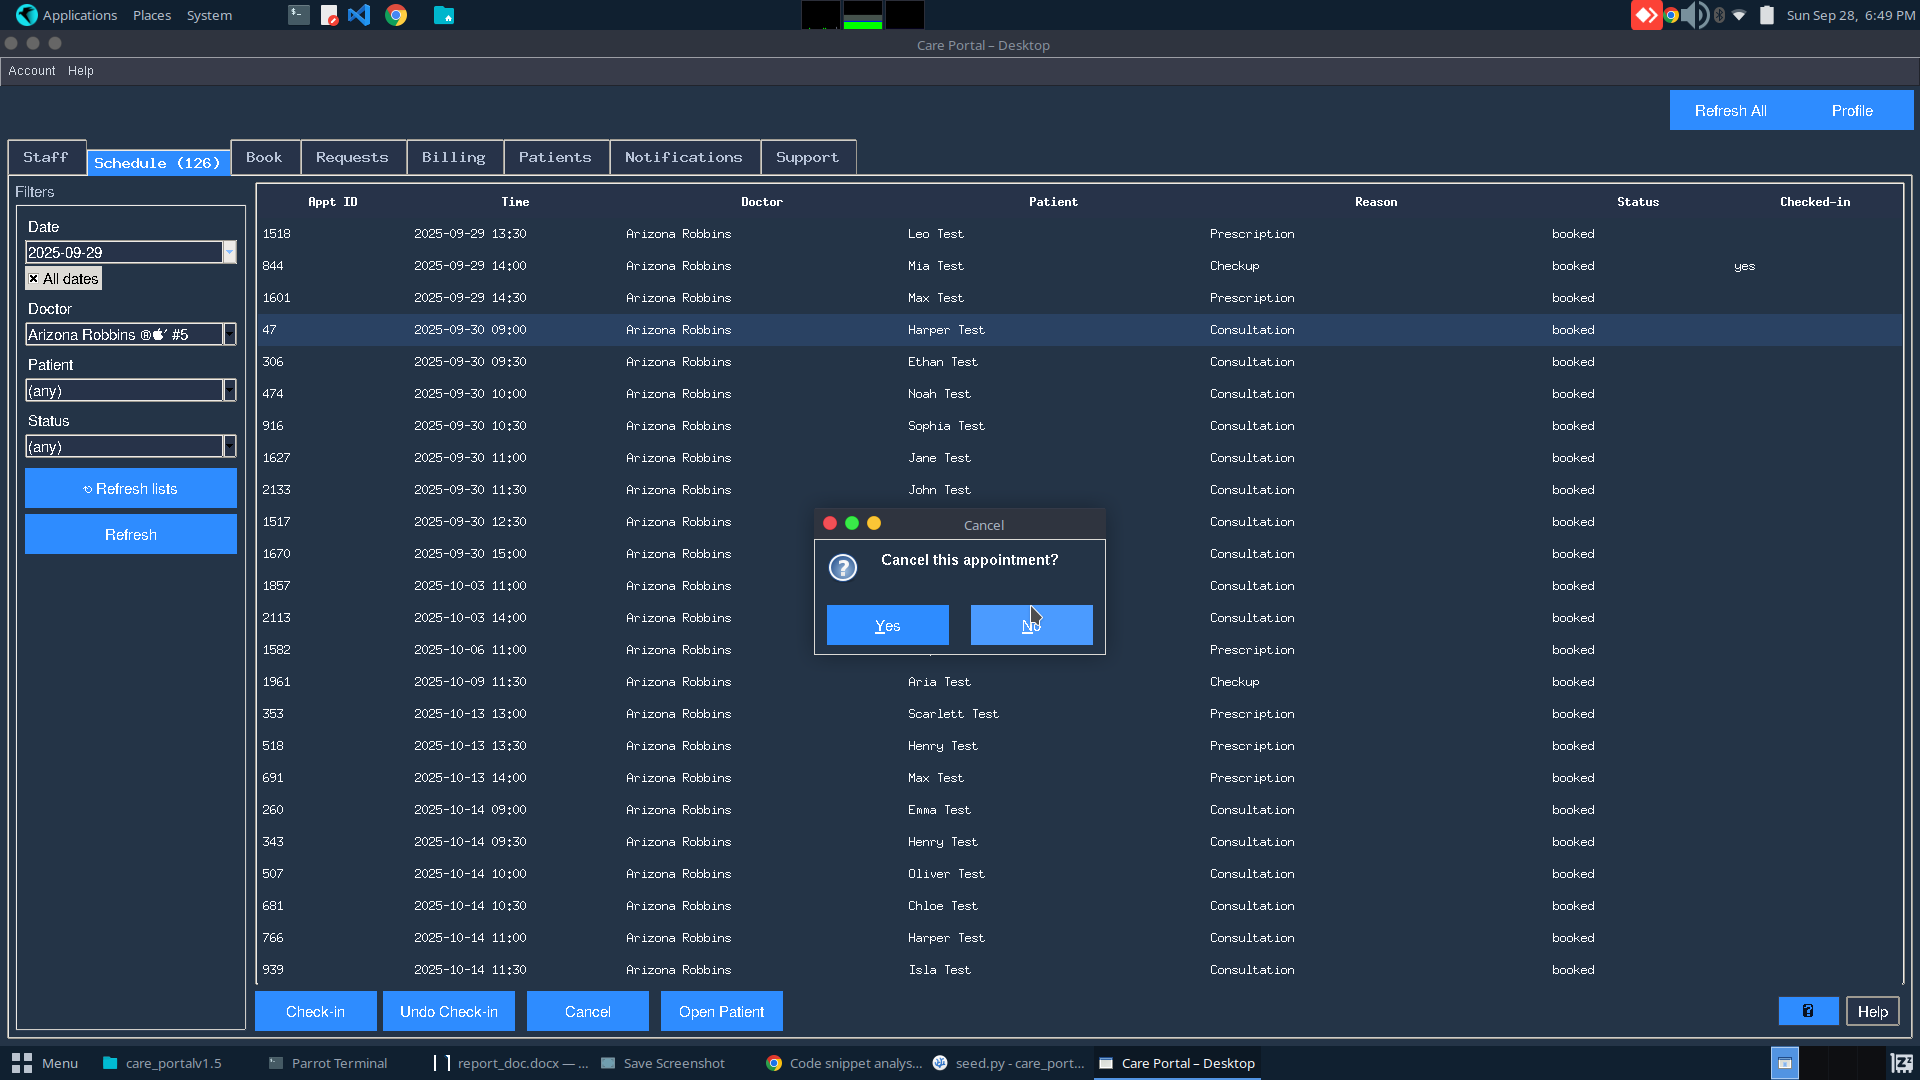 Applications Places System
Sun Sep 28, 6:49 PM
Care Portal – Desktop
Account Help
Refresh All Profile
Staff Schedule (126) Book Requests Billing Patients Notifications Support
Filters
Date
2025-09-29
All dates
Doctor
Arizona Robbins ® #5
Patient
(any)
Status
(any)
Refresh lists
Refresh
Appt ID Time Doctor Patient Reason Status Checked-in
1518 2025-09-29 13:30 Arizona Robbins Leo Test Prescription booked
844 2025-09-29 14:00 Arizona Robbins Mia Test Checkup booked yes
1601 2025-09-29 14:30 Arizona Robbins Max Test Prescription booked
47 2025-09-30 09:00 Arizona Robbins Harper Test Consultation booked
306 2025-09-30 09:30 Arizona Robbins Ethan Test Consultation booked
474 2025-09-30 10:00 Arizona Robbins Noah Test Consultation booked
916 2025-09-30 10:30 Arizona Robbins Sophia Test Consultation booked
1627 2025-09-30 11:00 Arizona Robbins Jane Test Consultation booked
2133 2025-09-30 11:30 Arizona Robbins John Test Consultation booked
1517 2025-09-30 12:30 Arizona Robbins Consultation booked
1670 2025-09-30 15:00 Arizona Robbins Consultation booked
1857 2025-10-03 11:00 Arizona Robbins Consultation booked
2113 2025-10-03 14:00 Arizona Robbins Consultation booked
1582 2025-10-06 11:00 Arizona Robbins Prescription booked
1961 2025-10-09 11:30 Arizona Robbins Aria Test Checkup booked
353 2025-10-13 13:00 Arizona Robbins Scarlett Test Prescription booked
518 2025-10-13 13:30 Arizona Robbins Henry Test Prescription booked
691 2025-10-13 14:00 Arizona Robbins Max Test Prescription booked
260 2025-10-14 09:00 Arizona Robbins Emma Test Consultation booked
343 2025-10-14 09:30 Arizona Robbins Henry Test Consultation booked
507 2025-10-14 10:00 Arizona Robbins Oliver Test Consultation booked
681 2025-10-14 10:30 Arizona Robbins Chloe Test Consultation booked
766 2025-10-14 11:00 Arizona Robbins Harper Test Consultation booked
939 2025-10-14 11:30 Arizona Robbins Isla Test Consultation booked
Cancel
Cancel this appointment?
Yes No
Check-in Undo Check-in Cancel Open Patient
Help
Menu care_portalv1.5 Parrot Terminal report_doc.docx — ... Save Screenshot Code snippet analys... seed.py - care_port... Care Portal – Desktop